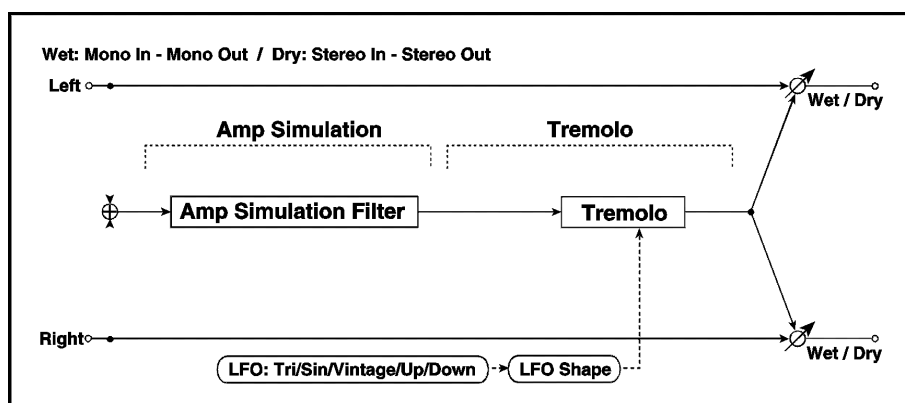 Wet: Mono In - Mono Out / Dry: Stereo In - Stereo Out
Left
Wet / Dry
Amp Simulation
Tremolo
Amp Simulation Filter
Tremolo
Right
Wet / Dry
LFO: Tri/Sin/Vintage/Up/Down
LFO Shape